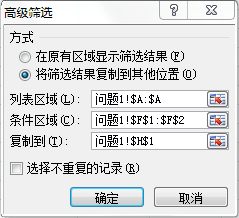 高级筛选
方式
在原有区域显示筛选结果(F)
将筛选结果复制到其他位置(O)
列表区域(L): 问题1!$A:$A
条件区域(C): 问题1!$F$1:$F$2
复制到(T): 问题1!$H$1
选择不重复的记录(R)
确定 取消